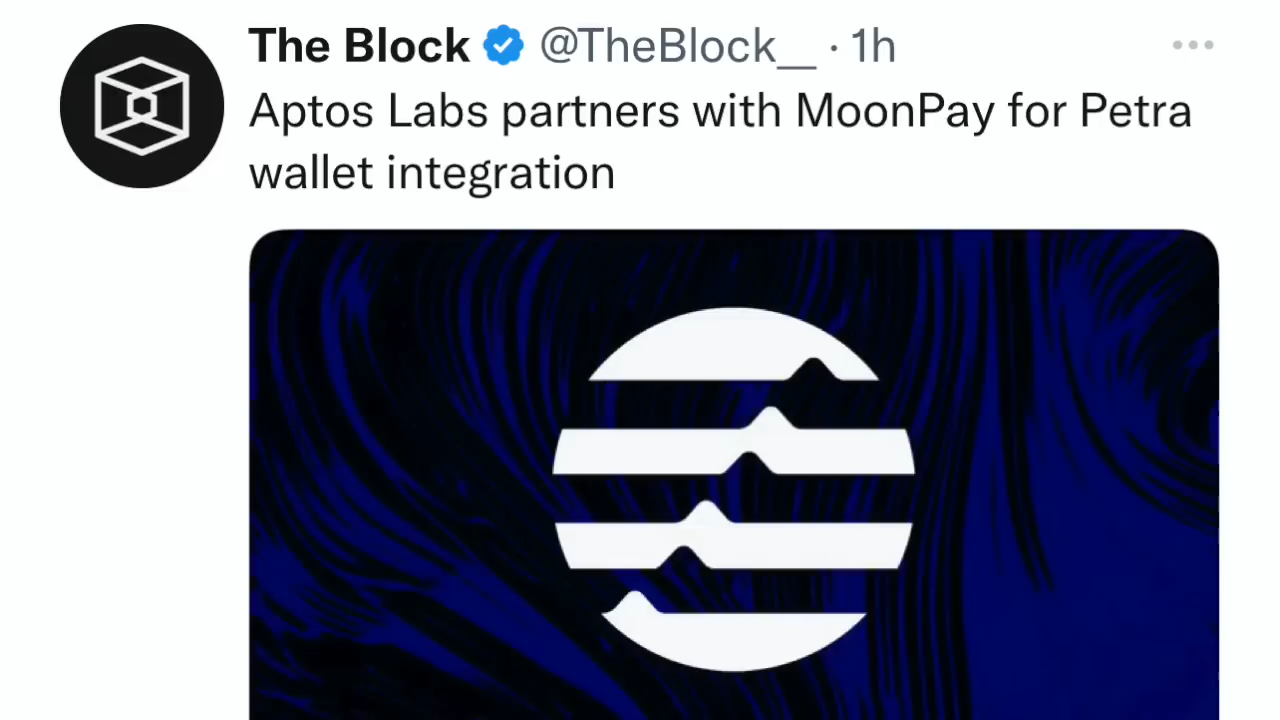 The Block @TheBlock__ · 1h
Aptos Labs partners with MoonPay for Petra
wallet integration